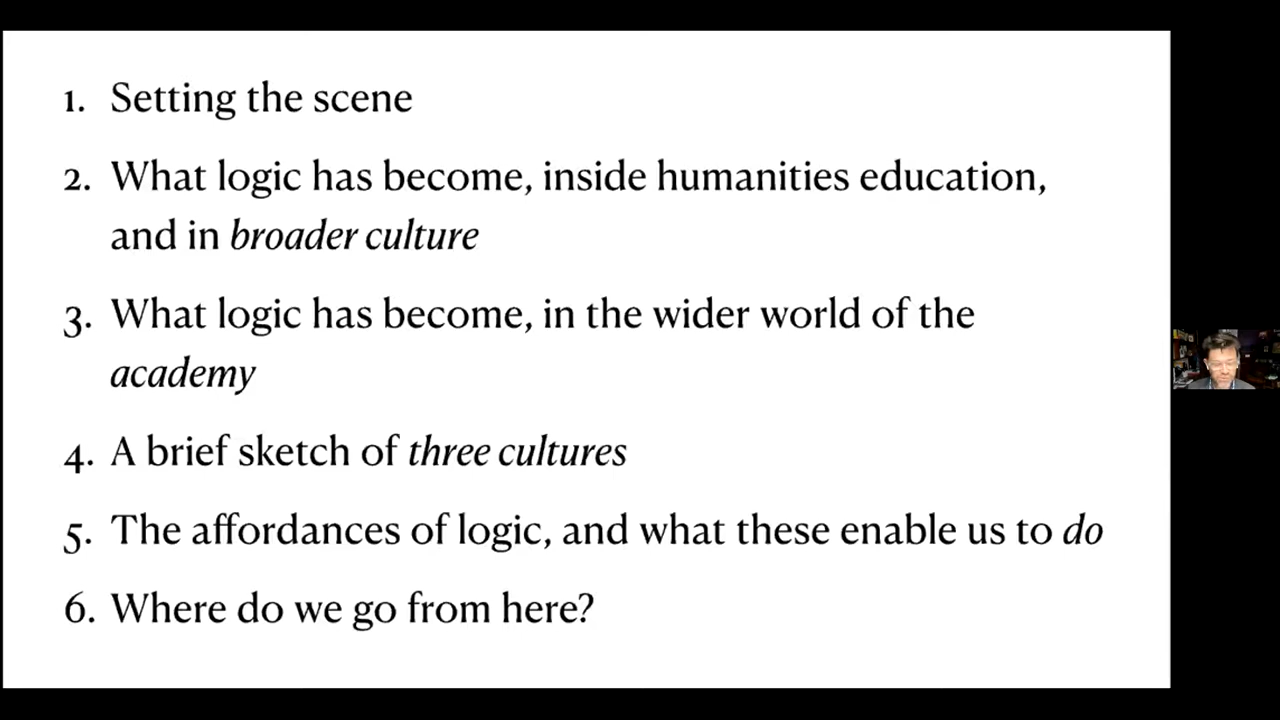 1. Setting the scene
2. What logic has become, inside humanities education,
and in broader culture
3. What logic has become, in the wider world of the
academy
4. A brief sketch of three cultures
5. The affordances of logic, and what these enable us to do
6. Where do we go from here?